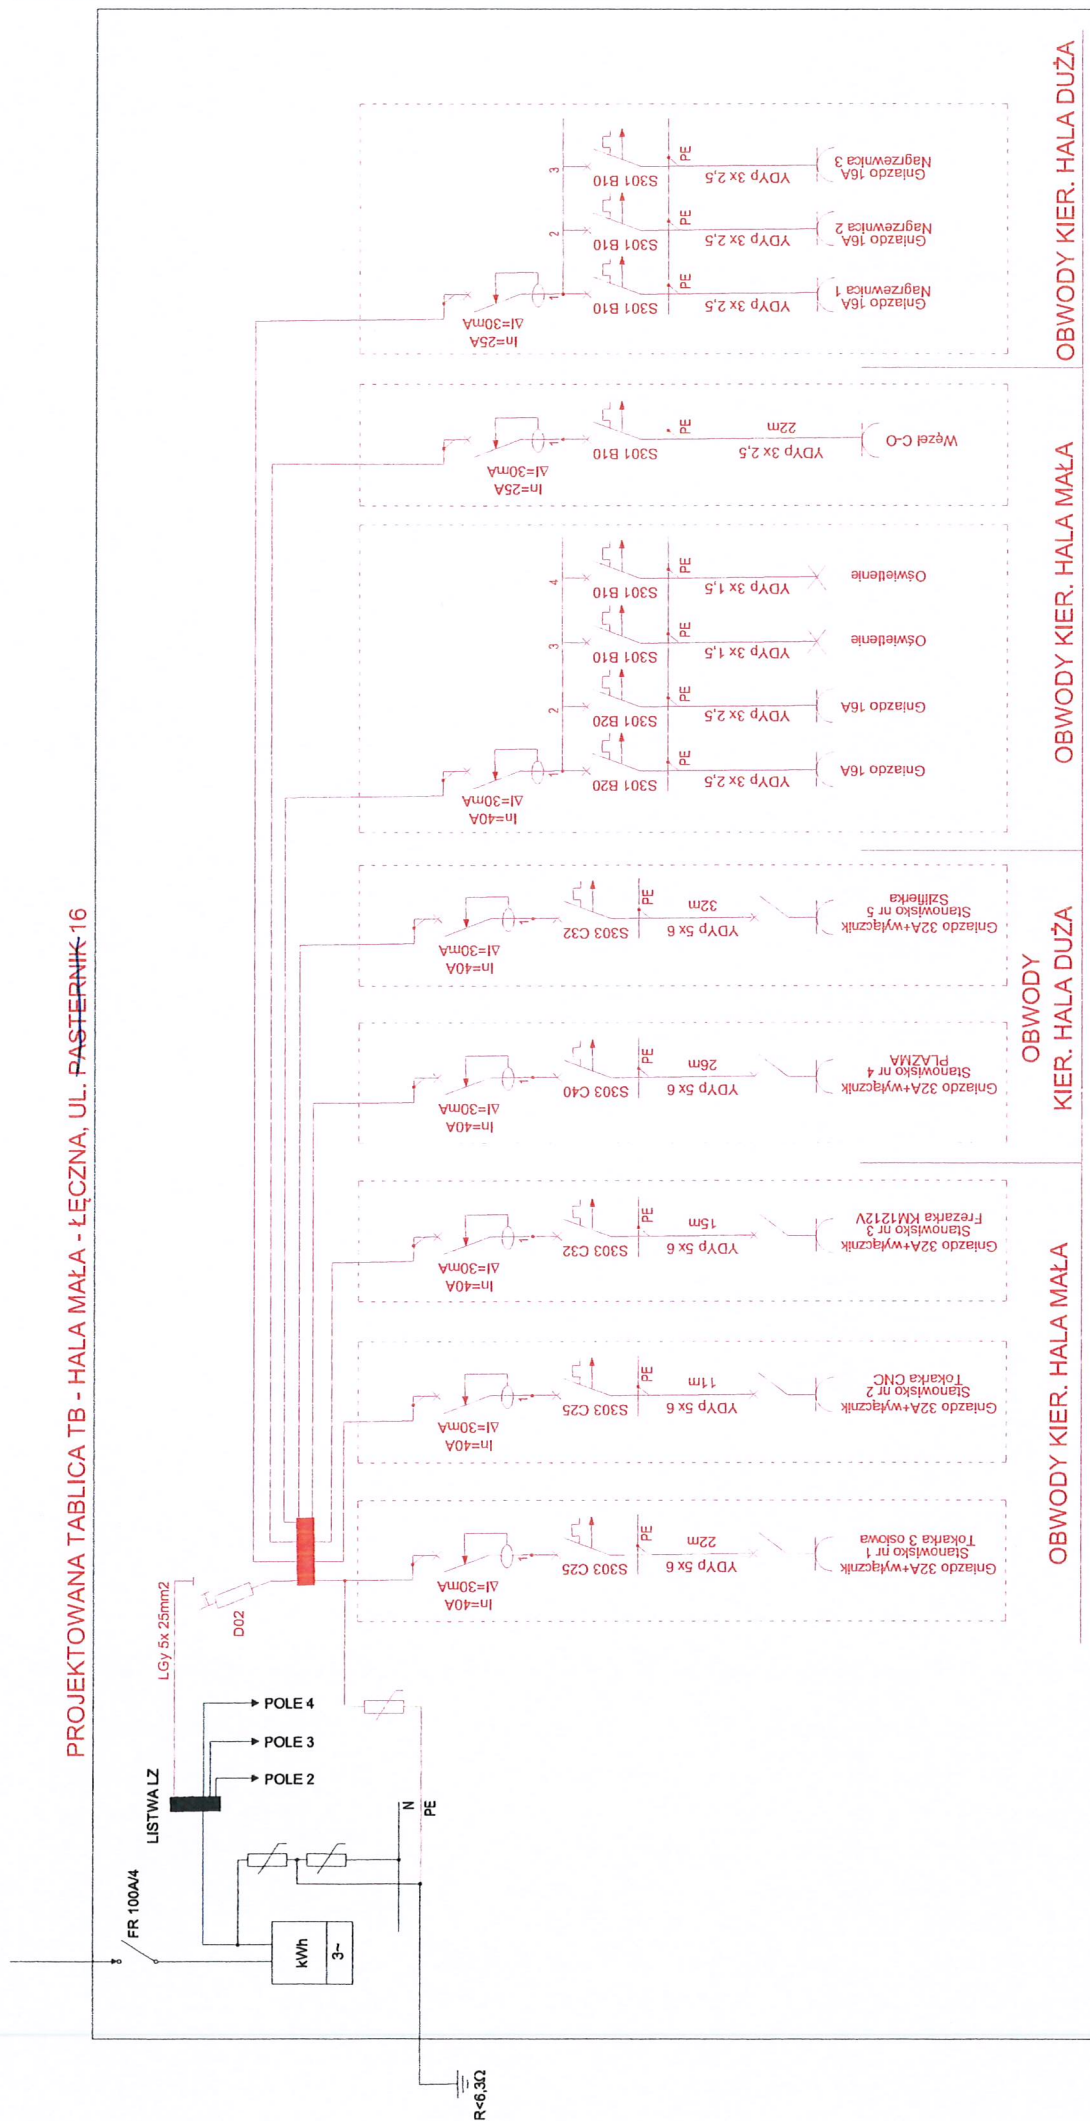 PROJEKTOWANA TABLICA TB - HALA MAŁA - ŁĘCZNA, UL. PASTERNIK 16
FR 100A/4
kWh
3~
R<6,3Ω
LISTWA LZ
POLE 2
POLE 3
POLE 4
N
PE
LGy 5x 25mm2
D02
In=40A
ΔI=30mA
1
S303 C25
PE
YDYp 5x 6
22m
Gniazdo 32A+wyłącznik
Stanowisko nr 1
Tokarka 3 osiowa
In=40A
ΔI=30mA
1
S303 C25
PE
YDYp 5x 6
11m
Gniazdo 32A+wyłącznik
Stanowisko nr 2
Tokarka CNC
In=40A
ΔI=30mA
1
S303 C32
PE
YDYp 5x 6
15m
Gniazdo 32A+wyłącznik
Stanowisko nr 3
Frezarka KM1212V
OBWODY KIER. HALA MAŁA
In=40A
ΔI=30mA
1
S303 C40
PE
YDYp 5x 6
26m
Gniazdo 32A+wyłącznik
Stanowisko nr 4
PLAZMA
In=40A
ΔI=30mA
1
S303 C32
PE
YDYp 5x 6
32m
Gniazdo 32A+wyłącznik
Stanowisko nr 5
Szlifierka
OBWODY
KIER. HALA DUŻA
In=40A
ΔI=30mA
1
S301 B20
PE
YDYp 3x 2,5
Gniazdo 16A
2
S301 B20
PE
YDYp 3x 2,5
Gniazdo 16A
3
S301 B10
PE
YDYp 3x 1,5
Oświetlenie
4
S301 B10
PE
YDYp 3x 1,5
Oświetlenie
In=25A
ΔI=30mA
1
S301 B10
PE
YDYp 3x 2,5
22m
Węzeł C-O
OBWODY KIER. HALA MAŁA
In=25A
ΔI=30mA
1
S301 B10
PE
YDYp 3x 2,5
Gniazdo 16A
Nagrzewnica 1
2
S301 B10
PE
YDYp 3x 2,5
Gniazdo 16A
Nagrzewnica 2
3
S301 B10
PE
YDYp 3x 2,5
Gniazdo 16A
Nagrzewnica 3
OBWODY KIER. HALA DUŻA